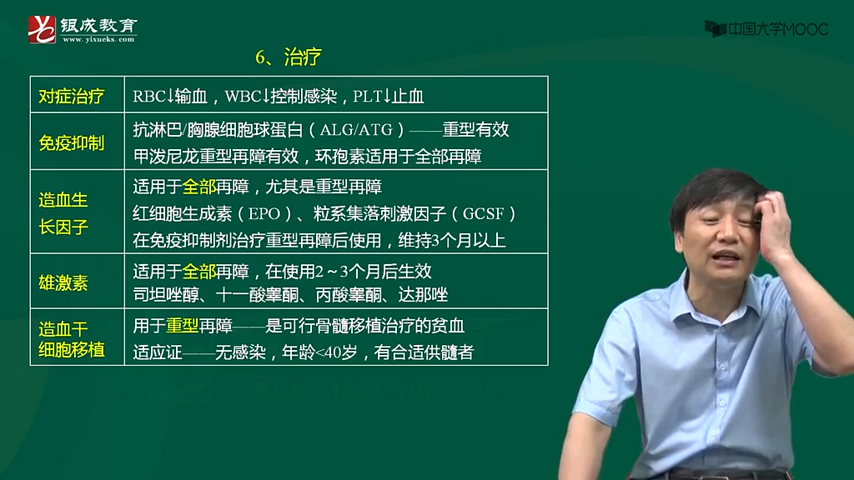 银成教育
www.yixueks.com
中国大学MOOC
6、治疗
对症治疗
RBC↓输血，WBC↓控制感染，PLT↓止血
免疫抑制
抗淋巴/胸腺细胞球蛋白（ALG/ATG）——重型有效
甲泼尼龙重型再障有效，环孢素适用于全部再障
造血生
长因子
适用于全部再障，尤其是重型再障
红细胞生成素（EPO）、粒系集落刺激因子（GCSF）
在免疫抑制剂治疗重型再障后使用，维持3个月以上
雄激素
适用于全部再障，在使用2～3个月后生效
司坦唑醇、十一酸睾酮、丙酸睾酮、达那唑
造血干
细胞移植
用于重型再障——是可行骨髓移植治疗的贫血
适应证——无感染，年龄<40岁，有合适供髓者